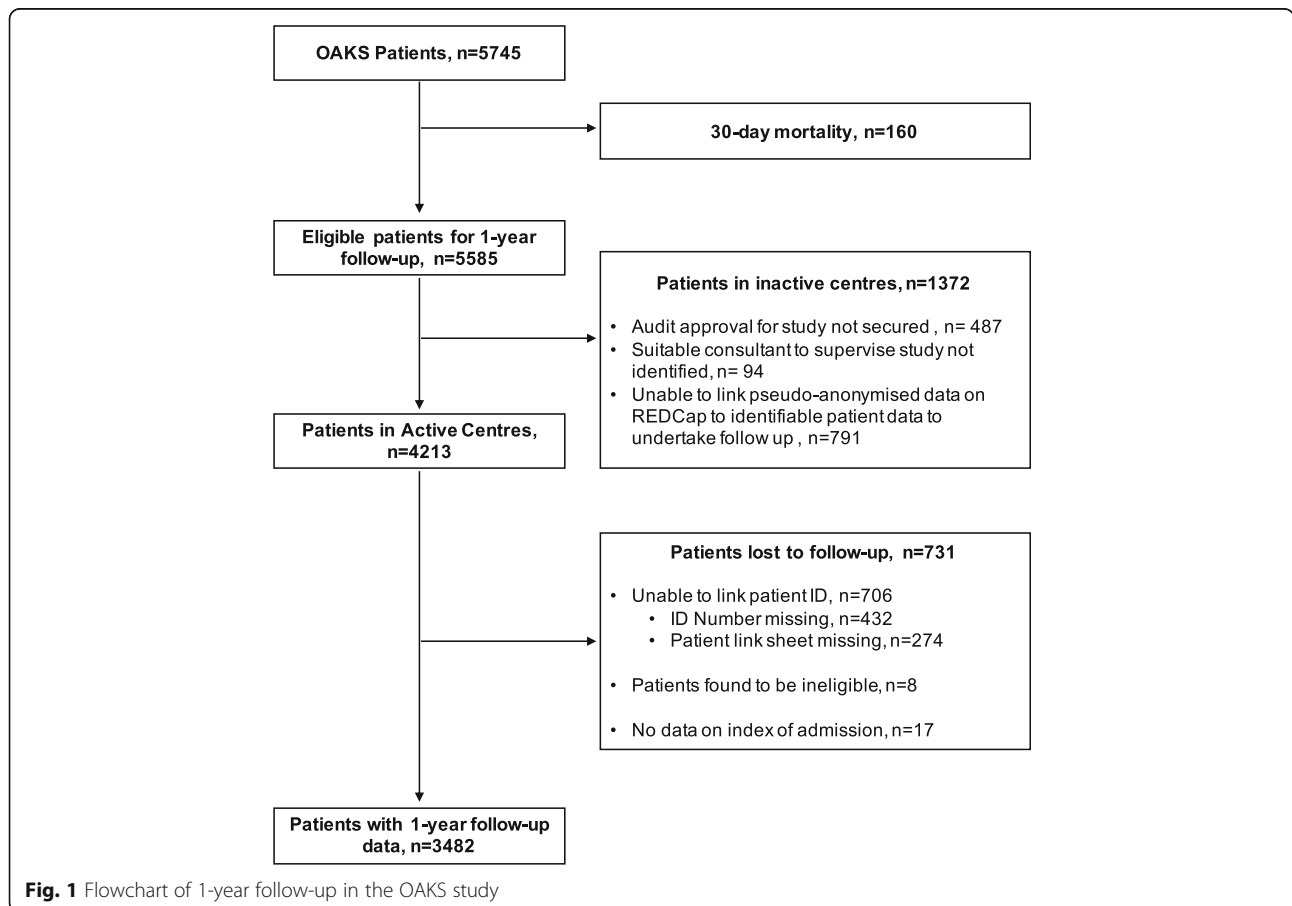 OAKS Patients, n=5745
30-day mortality, n=160
Eligible patients for 1-year
follow-up, n=5585
Patients in inactive centres, n=1372
• Audit approval for study not secured , n= 487
• Suitable consultant to supervise study not
identified, n= 94
• Unable to link pseudo-anonymised data on
REDCap to identifiable patient data to
undertake follow up , n=791
Patients in Active Centres,
n=4213
Patients lost to follow-up, n=731
• Unable to link patient ID, n=706
• ID Number missing, n=432
• Patient link sheet missing, n=274
• Patients found to be ineligible, n=8
• No data on index of admission, n=17
Patients with 1-year follow-up
data, n=3482
Fig. 1 Flowchart of 1-year follow-up in the OAKS study